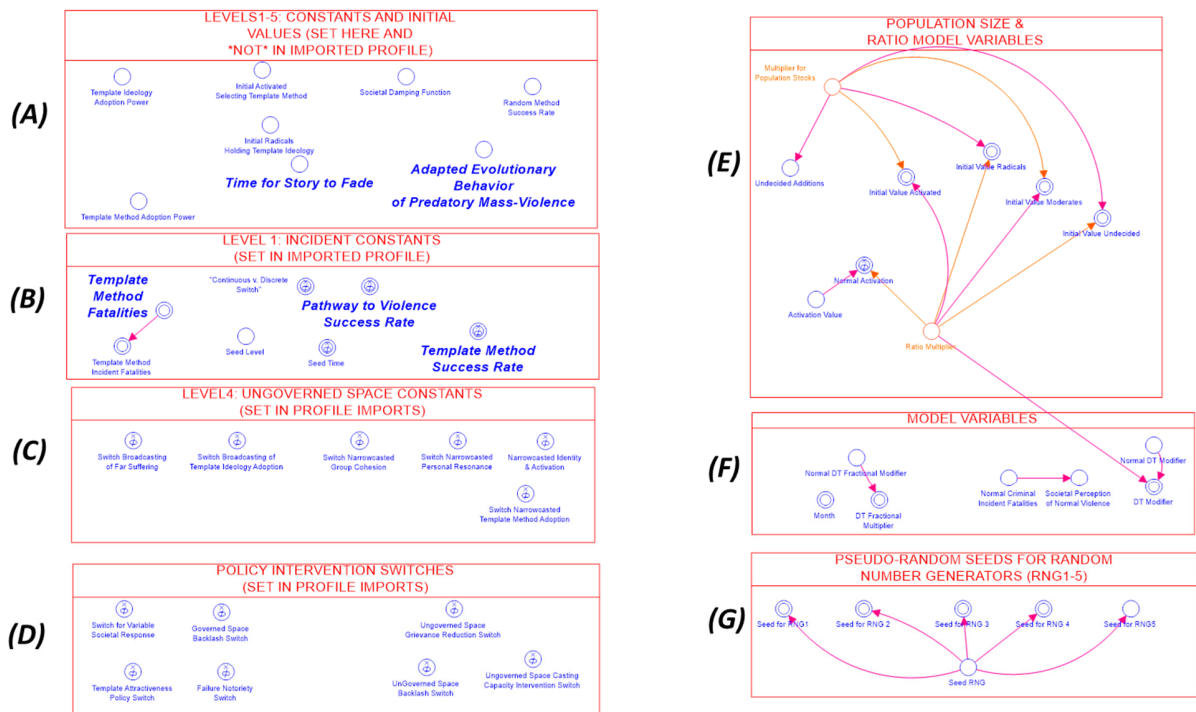 (A)
LEVELS1-5: CONSTANTS AND INITIAL
VALUES (SET HERE AND
*NOT* IN IMPORTED PROFILE)
Template Ideology
Adoption Power
Initial Activated
Selecting Template Method
Societal Damping Function
Random Method
Success Rate
Initial Radicals
Holding Template Ideology
Time for Story to Fade
Adapted Evolutionary
Behavior
of Predatory Mass-Violence
Template Method Adoption Power
(B)
LEVEL 1: INCIDENT CONSTANTS
(SET IN IMPORTED PROFILE)
Template
Method
Fatalities
"Continuous v. Discrete
Switch"
Pathway to Violence
Success Rate
Template Method
Incident Fatalities
Seed Level
Seed Time
Template Method
Success Rate
(C)
LEVEL4: UNGOVERNED SPACE CONSTANTS
(SET IN PROFILE IMPORTS)
Switch Broadcasting
of Far Suffering
Switch Broadcasting of
Template Ideology Adoption
Switch Narrowcasted
Group Cohesion
Switch Narrowcasted
Personal Resonance
Narrowcasted Identity
& Activation
Switch Narrowcasted
Template Method Adoption
(D)
POLICY INTERVENTION SWITCHES
(SET IN PROFILE IMPORTS)
Switch for Variable
Societal Response
Governed Space
Backlash Switch
Ungoverned Space
Grievance Reduction Switch
Template Attractiveness
Policy Switch
Failure Notoriety
Switch
UnGoverned Space
Backlash Switch
Ungoverned Space Casting
Capacity Intervention Switch
(E)
POPULATION SIZE &
RATIO MODEL VARIABLES
Multiplier for
Population Stocks
Undecided Additions
Initial Value Activated
Initial Value Radicals
Initial Value Moderates
Initial Value Undecided
Normal Activation
Activation Value
Ratio Multiplier
(F)
MODEL VARIABLES
Normal DT Fractional Modifier
Month
DT Fractional
Multiplier
Normal Criminal
Incident Fatalities
Societal Perception
of Normal Violence
Normal DT Modifier
DT Modifier
(G)
PSEUDO-RANDOM SEEDS FOR RANDOM
NUMBER GENERATORS (RNG1-5)
Seed for RNG1
Seed for RNG 2
Seed for RNG 3
Seed for RNG 4
Seed for RNG5
Seed RNG